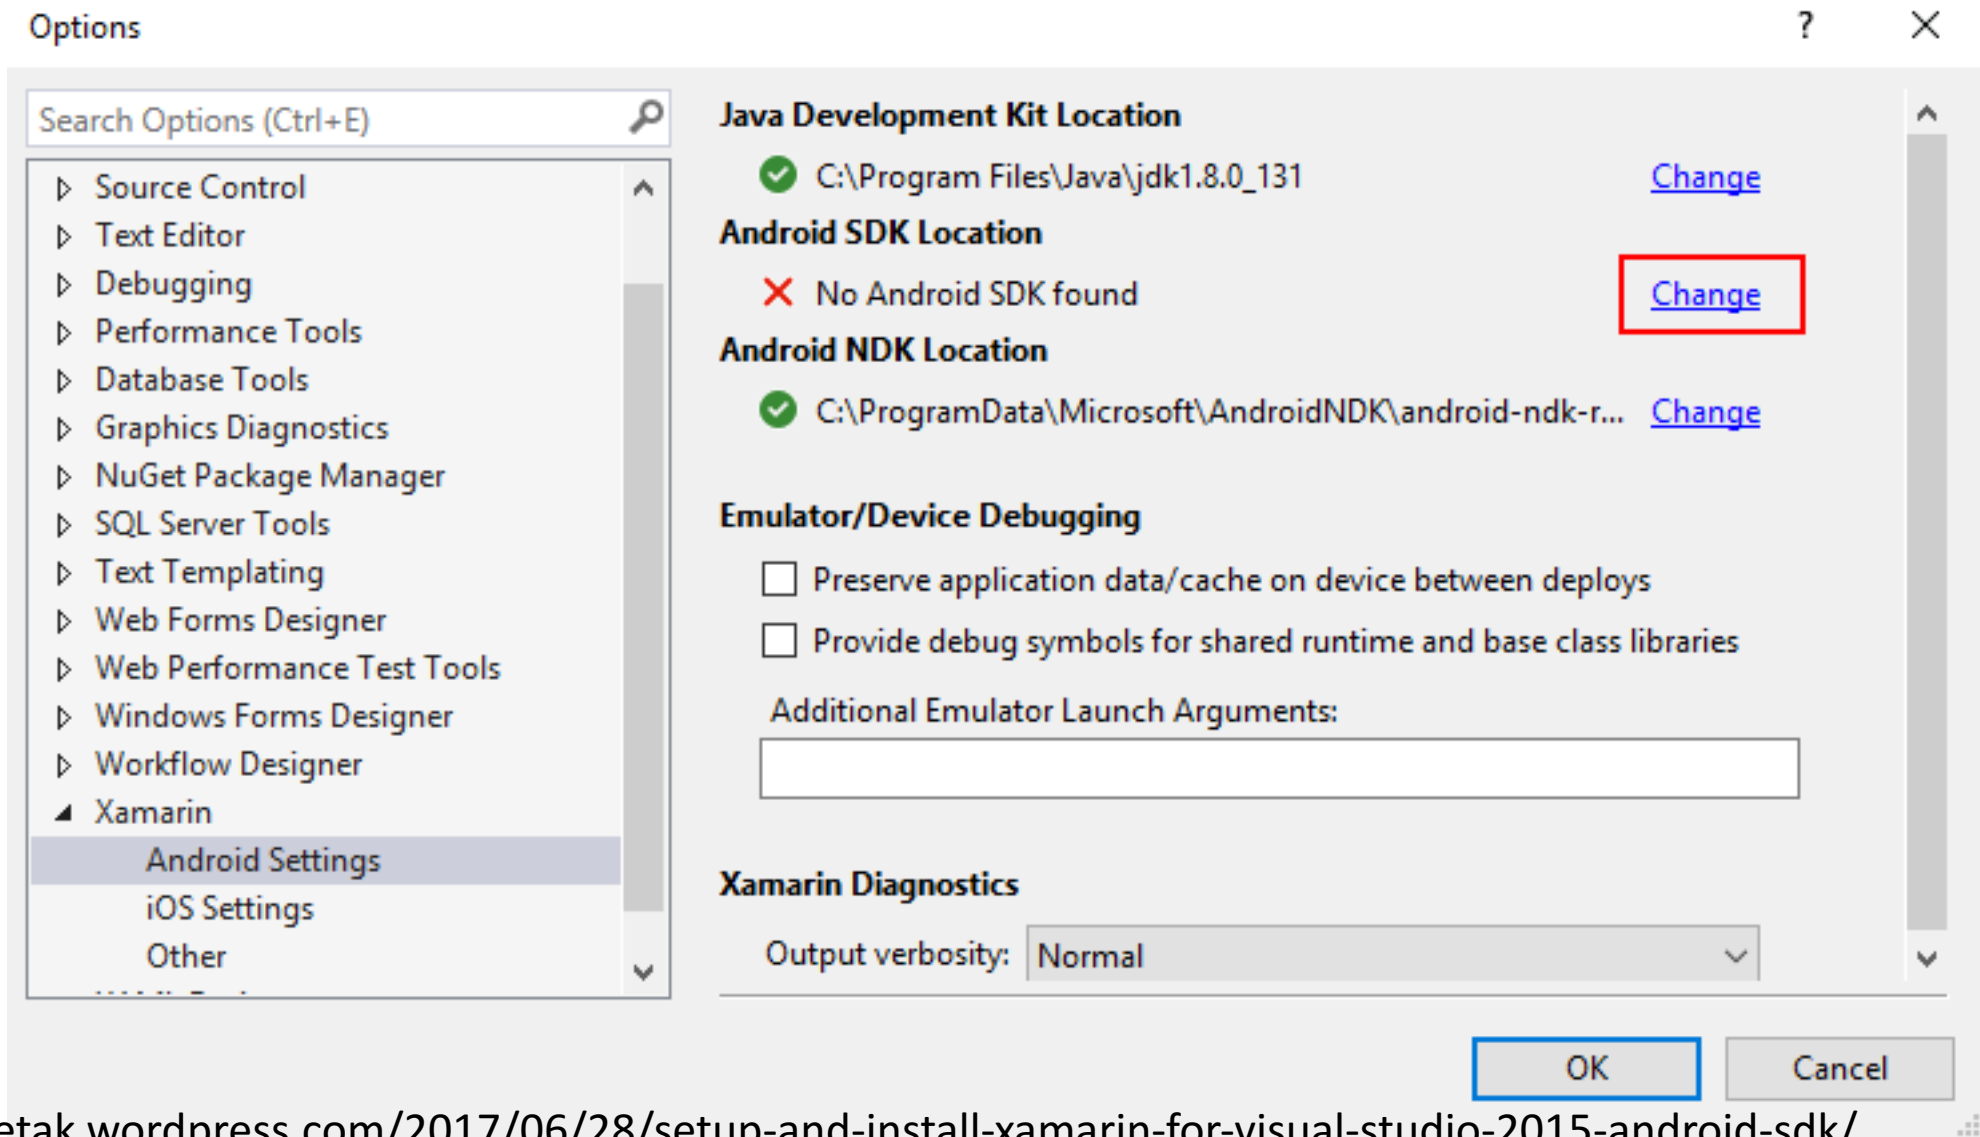 Options
?
Search Options (Ctrl+E)
Source Control
Text Editor
Debugging
Performance Tools
Database Tools
Graphics Diagnostics
NuGet Package Manager
SQL Server Tools
Text Templating
Web Forms Designer
Web Performance Test Tools
Windows Forms Designer
Workflow Designer
Xamarin
Android Settings
iOS Settings
Other
Java Development Kit Location
C:\Program Files\Java\jdk1.8.0_131 Change
Android SDK Location
No Android SDK found Change
Android NDK Location
C:\ProgramData\Microsoft\AndroidNDK\android-ndk-r... Change
Emulator/Device Debugging
Preserve application data/cache on device between deploys
Provide debug symbols for shared runtime and base class libraries
Additional Emulator Launch Arguments:
Xamarin Diagnostics
Output verbosity: Normal
OK Cancel
etak.wordpress.com/2017/06/28/setup-and-install-xamarin-for-visual-studio-2015-android-sdk/